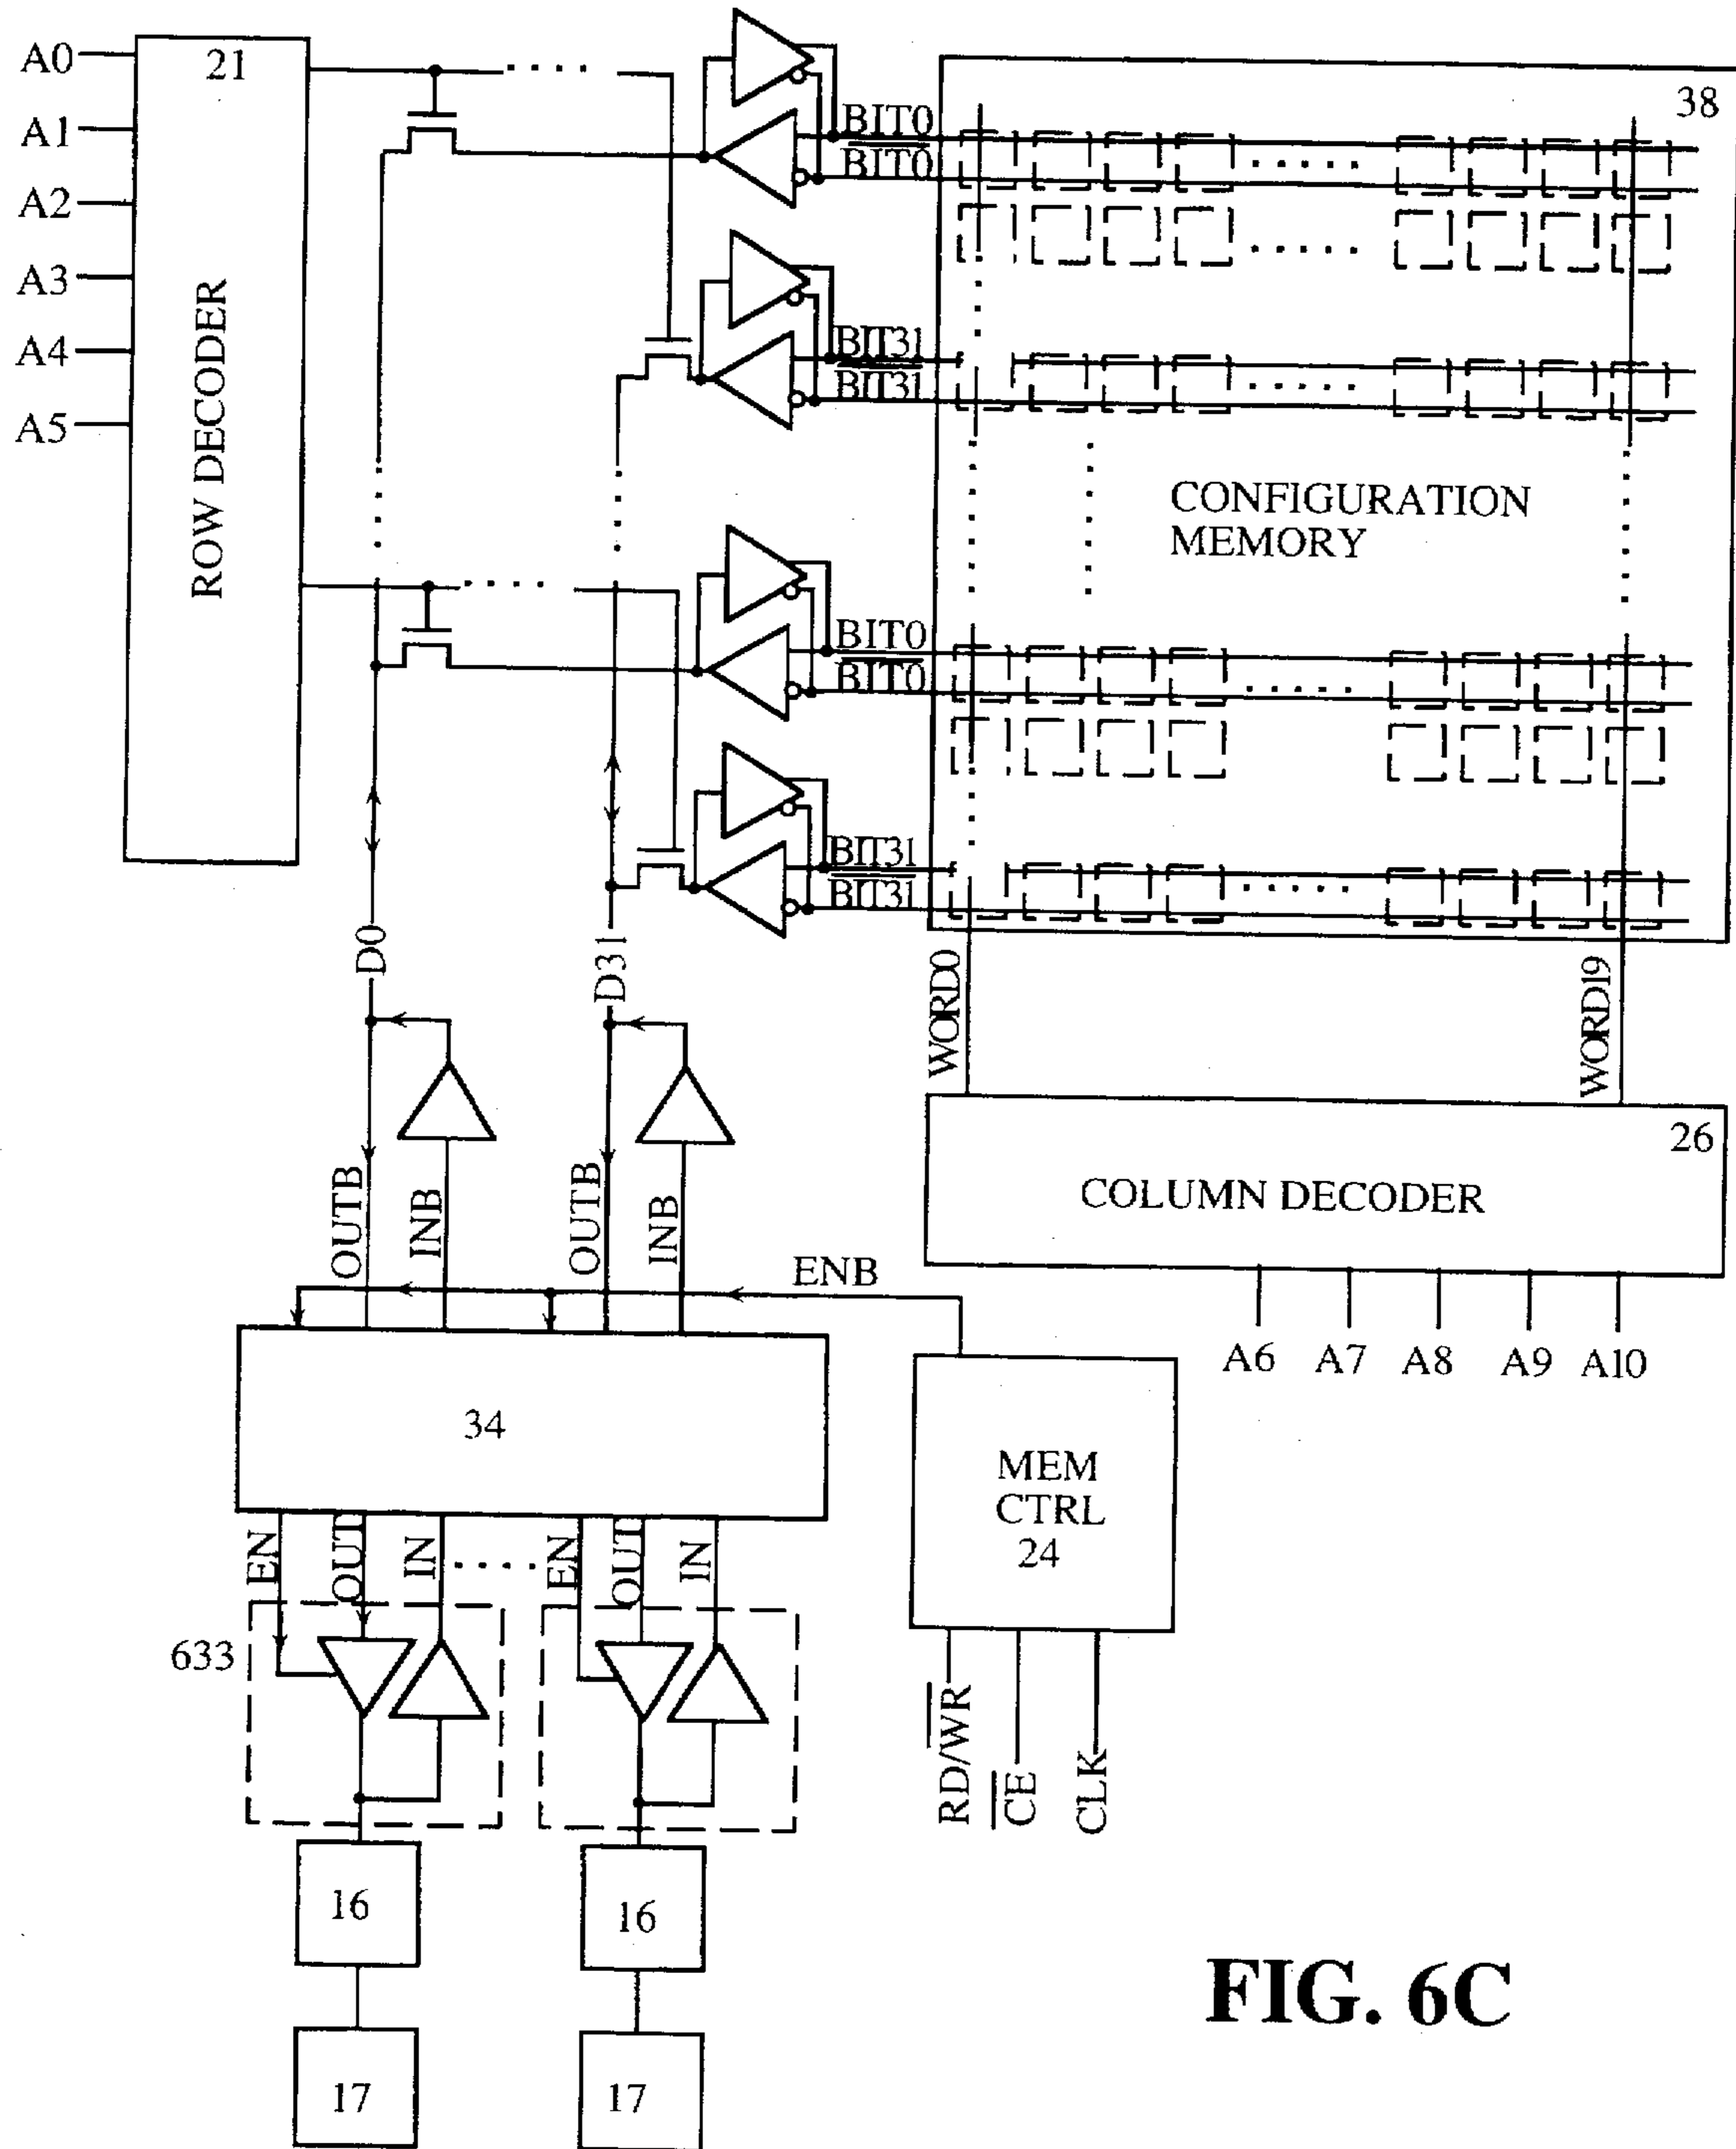 A0
A1
A2
A3
A4
A5
21
ROW DECODER
38
BIT0
BIT0
BIT31
BIT31
CONFIGURATION
MEMORY
BIT0
BIT0
BIT31
BIT31
D0
D31
WORD0
WORD19
26
COLUMN DECODER
A6
A7
A8
A9
A10
OUTB
INB
OUTB
INB
ENB
34
MEM
CTRL
24
EN
OUT
IN
EN
OUT
IN
633
RD/WR
CE
CLK
16
16
17
17
FIG. 6C